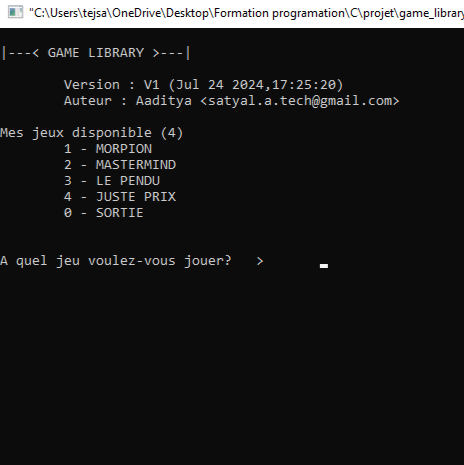 "C:\Users\tejsa\OneDrive\Desktop\Formation programation\C\projet\game_library
|---< GAME LIBRARY >---|
Version : V1 (Jul 24 2024,17:25:20)
Auteur : Aaditya <satyal.a.tech@gmail.com>
Mes jeux disponible (4)
1 - MORPION
2 - MASTERMIND
3 - LE PENDU
4 - JUSTE PRIX
0 - SORTIE
A quel jeu voulez-vous jouer? >